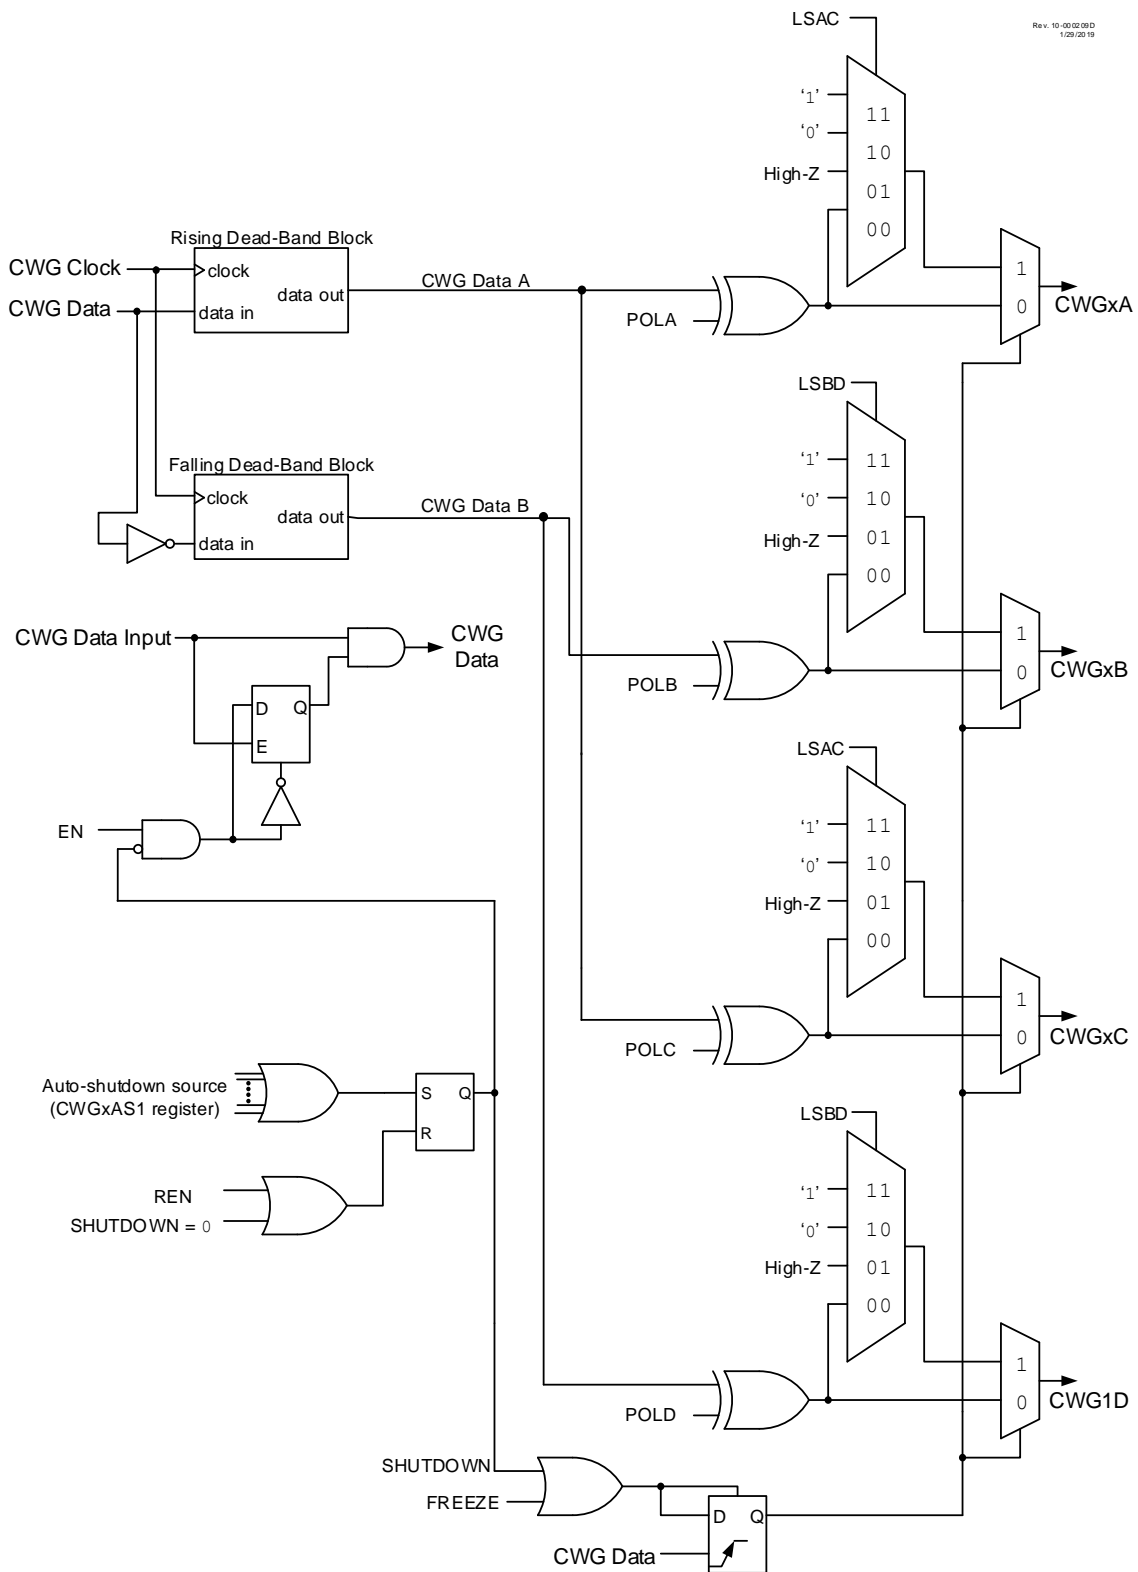 LSAC
Rev. 10-000209D
1/29/2019
‘1’
11
‘0’
10
High-Z
01
00
Rising Dead-Band Block
CWG Clock
clock
CWG Data A
1
data out
CWG Data
data in
0
CWGxA
POLA
LSBD
‘1’
11
Falling Dead-Band Block
‘0’
10
clock
CWG Data B
data out
High-Z
01
data in
00
CWG Data Input
CWG
Data
1
0
CWGxB
POLB
D
Q
E
LSAC
EN
‘1’
11
‘0’
10
High-Z
01
00
1
0
CWGxC
POLC
Auto-shutdown source
(CWGxAS1 register)
S
Q
R
LSBD
REN
‘1’
11
SHUTDOWN = 0
‘0’
10
High-Z
01
00
1
0
CWG1D
POLD
SHUTDOWN
FREEZE
D
Q
CWG Data